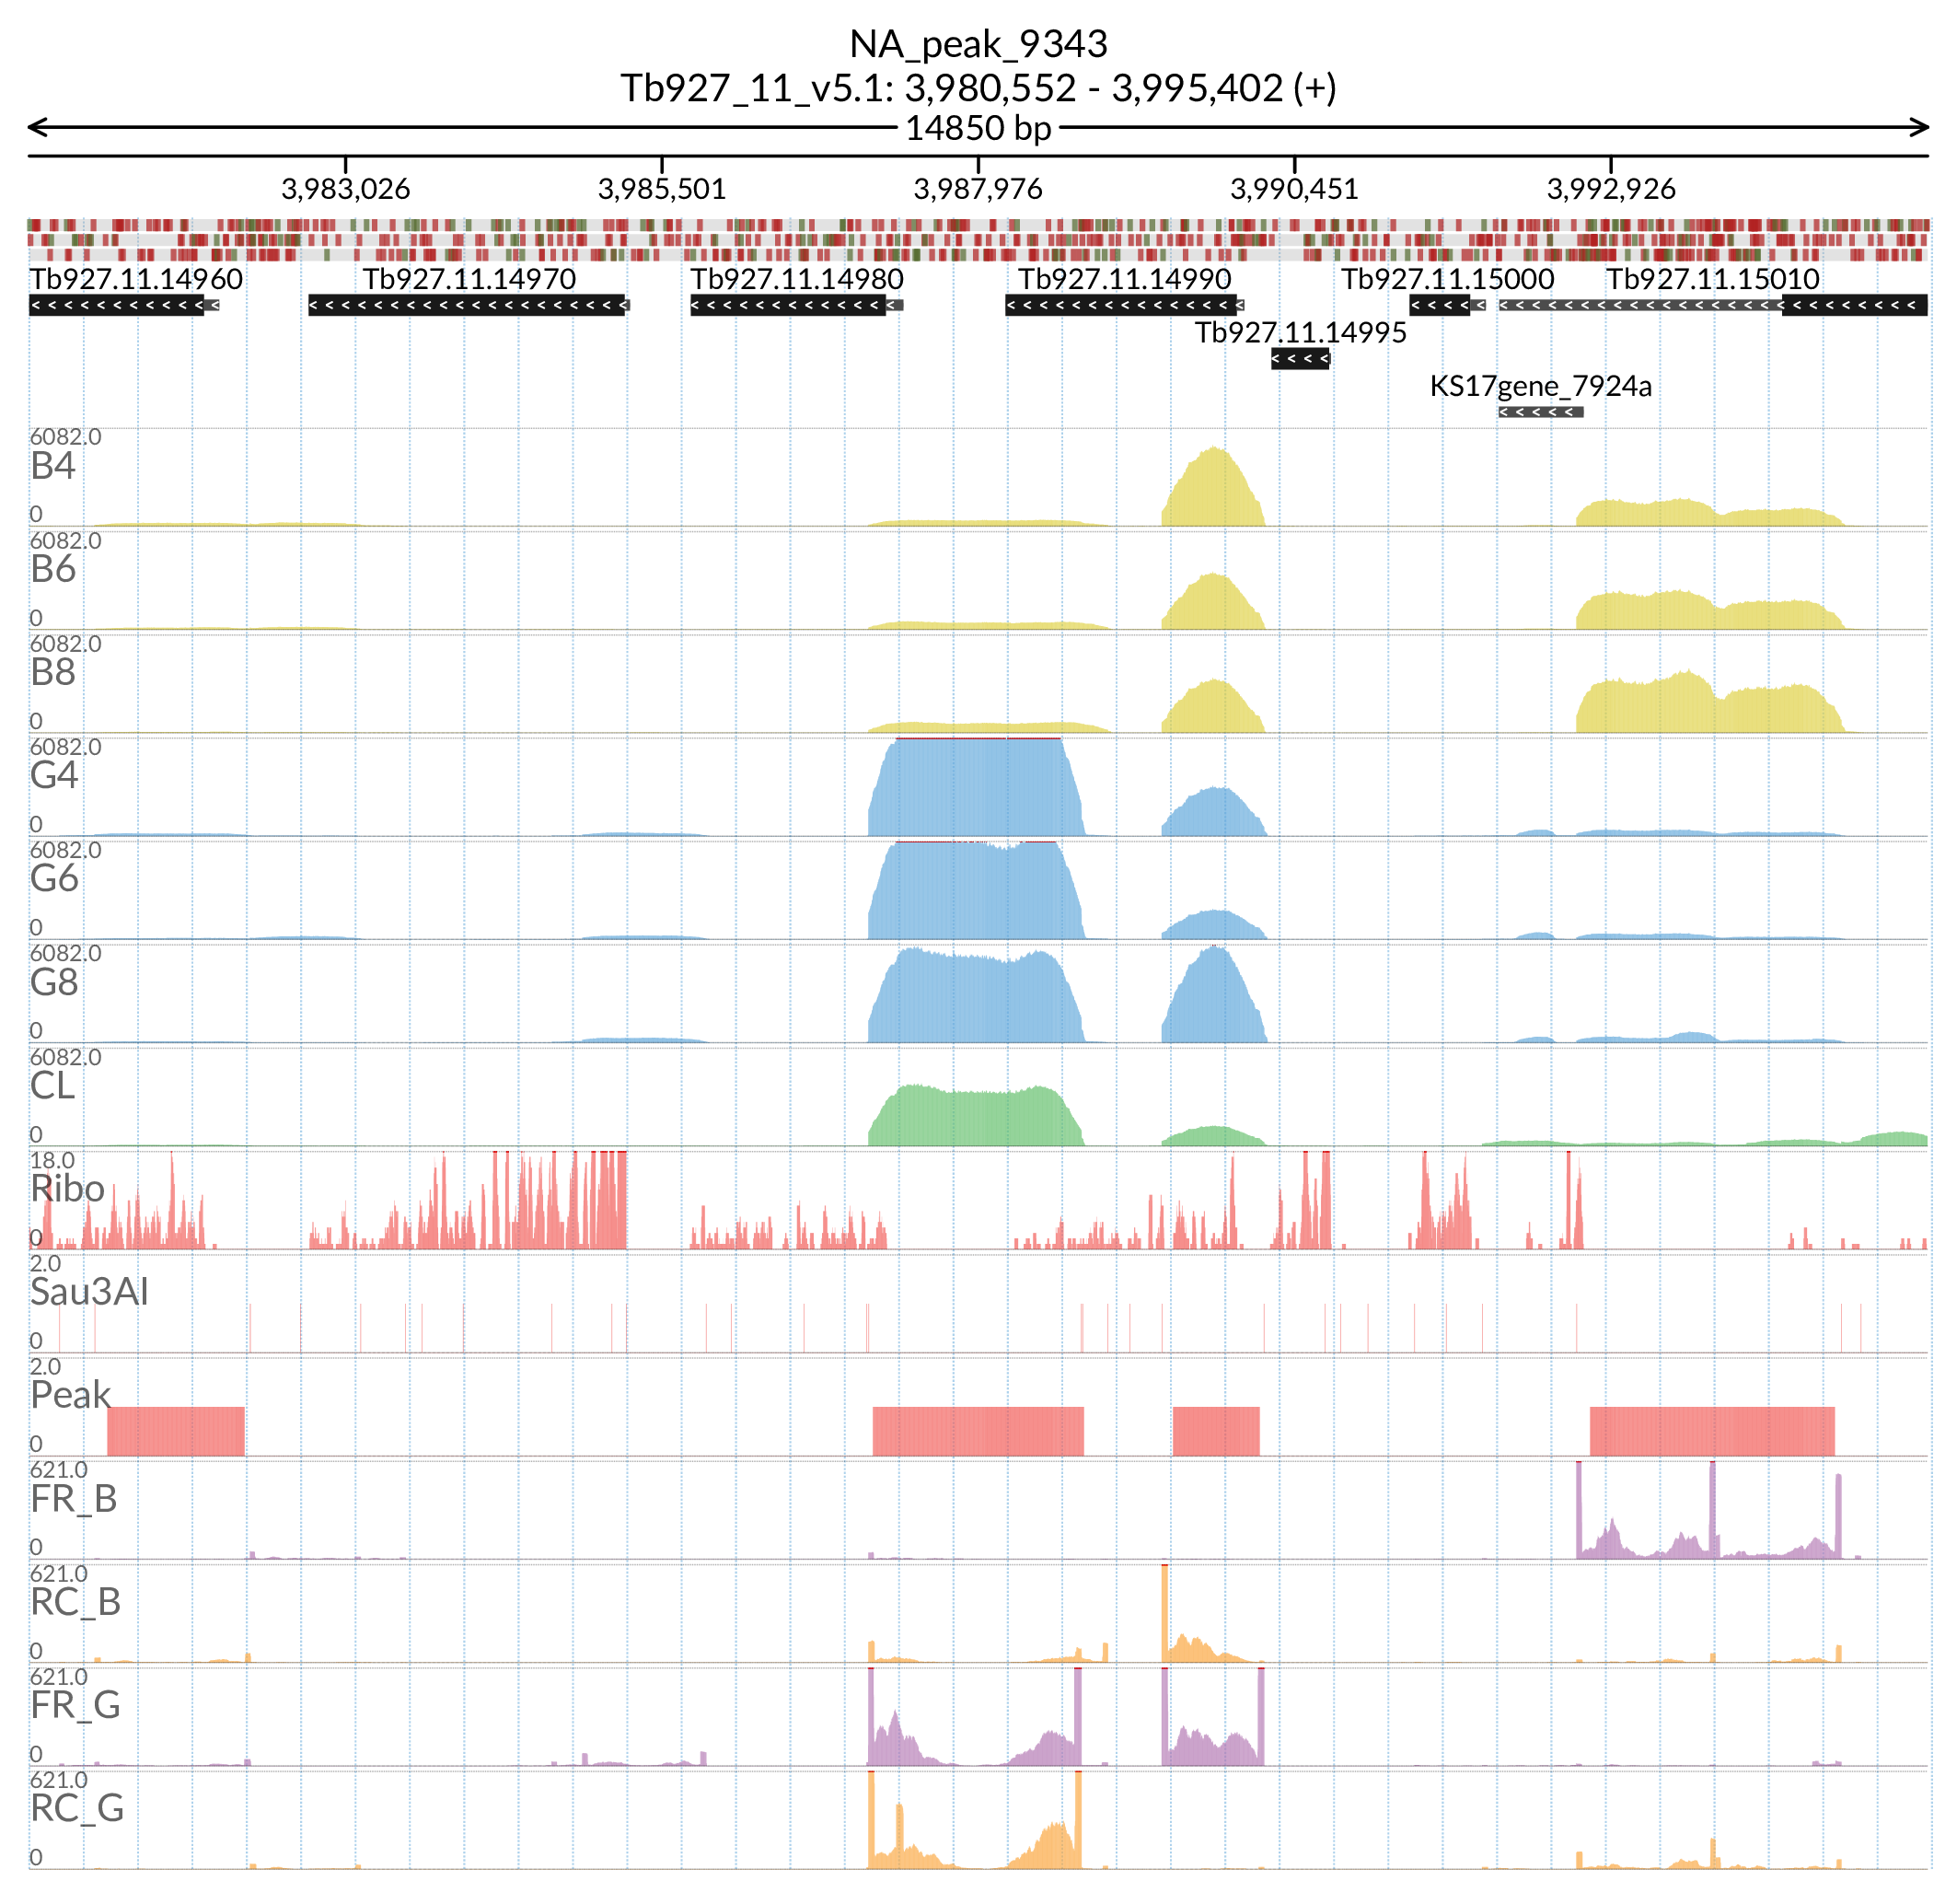 NA_peak_9343
Tb927_11_v5.1: 3,980,552 - 3,995,402 (+)
14850 bp
3,983,026 3,985,501 3,987,976 3,990,451 3,992,926
Tb927.11.14960 Tb927.11.14970 Tb927.11.14980 Tb927.11.14990 Tb927.11.15000 Tb927.11.15010
Tb927.11.14995
KS17gene_7924a
6082.0
B4
0
6082.0
B6
0
6082.0
B8
0
6082.0
G4
0
6082.0
G6
0
6082.0
G8
0
6082.0
CL
0
18.0
Ribo
0
2.0
Sau3AI
0
2.0
Peak
0
621.0
FR_B
0
621.0
RC_B
0
621.0
FR_G
0
621.0
RC_G
0